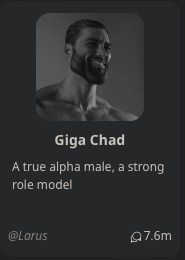 Giga Chad
A true alpha male, a strong
role model
@Larus
7.6m